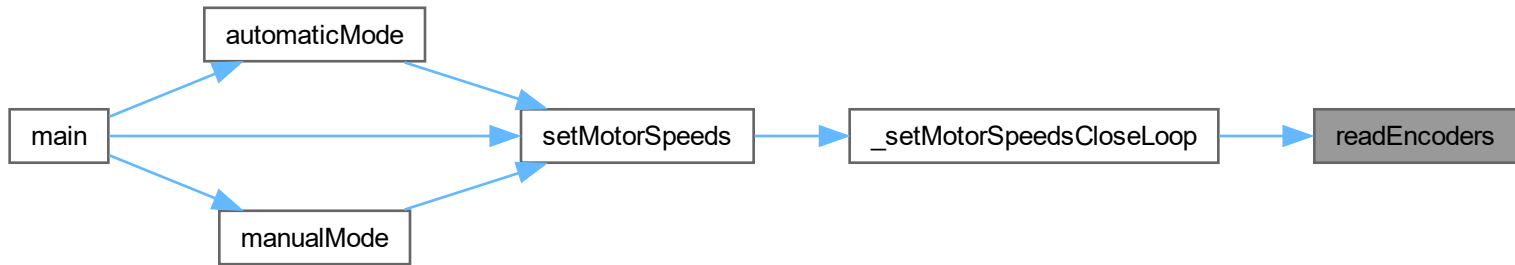 automaticMode
main
setMotorSpeeds
_setMotorSpeedsCloseLoop
readEncoders
manualMode